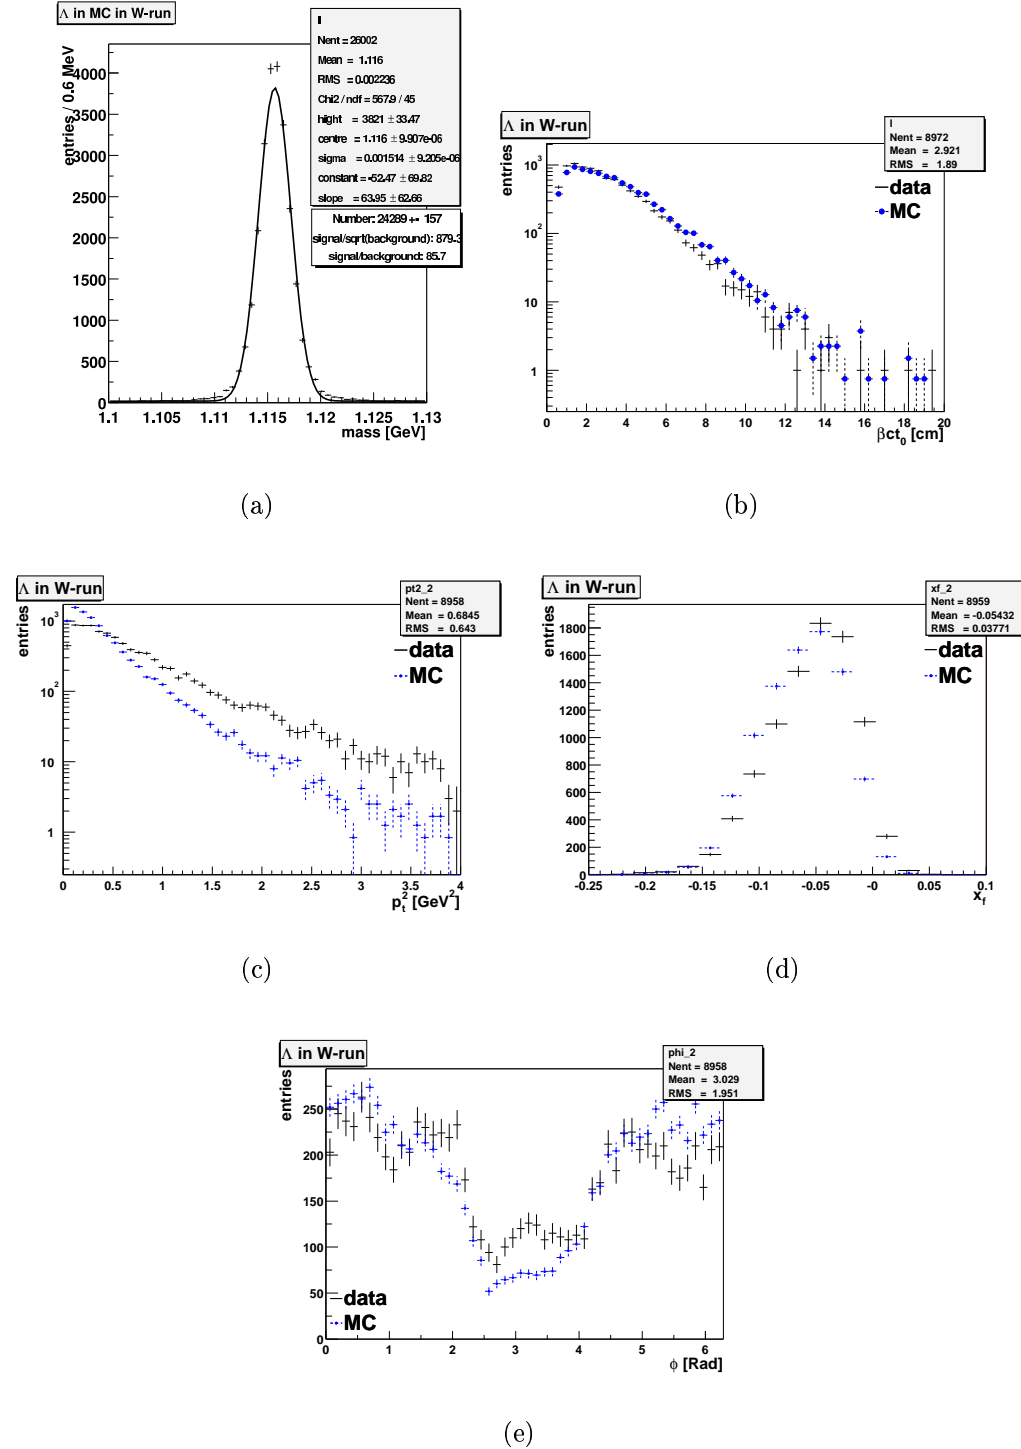 Λ in MC in W-run
I
Nent = 26002
Mean = 1.116
RMS = 0.002236
Chi2 / ndf = 567.9 / 45
hight = 3821 ± 33.47
centre = 1.116 ± 9.907e-06
sigma = 0.001514 ± 9.205e-06
constant = -52.47 ± 69.82
slope = 63.95 ± 62.66
Number: 24289 +- 157
signal/sqrt(background): 879.3
signal/background: 85.7
entries / 0.6 MeV
4000
3500
3000
2500
2000
1500
1000
500
0
1.1 1.105 1.11 1.115 1.12 1.125 1.13
mass [GeV]
(a)
Λ in W-run
I
Nent = 8972
Mean = 2.921
RMS = 1.89
data
MC
entries
10³
10²
10
1
0 2 4 6 8 10 12 14 16 18 20
βct₀ [cm]
(b)
Λ in W-run
pt2_2
Nent = 8958
Mean = 0.6845
RMS = 0.643
data
MC
entries
10³
10²
10
1
0 0.5 1 1.5 2 2.5 3 3.5 4
pₜ² [GeV²]
(c)
Λ in W-run
xf_2
Nent = 8959
Mean = -0.05432
RMS = 0.03771
data
MC
entries
1800
1600
1400
1200
1000
800
600
400
200
0
-0.25 -0.2 -0.15 -0.1 -0.05 -0 0.05 0.1
x_f
(d)
Λ in W-run
phi_2
Nent = 8958
Mean = 3.029
RMS = 1.951
entries
250
200
150
100
50
0
data
MC
0 1 2 3 4 5 6
ϕ [Rad]
(e)